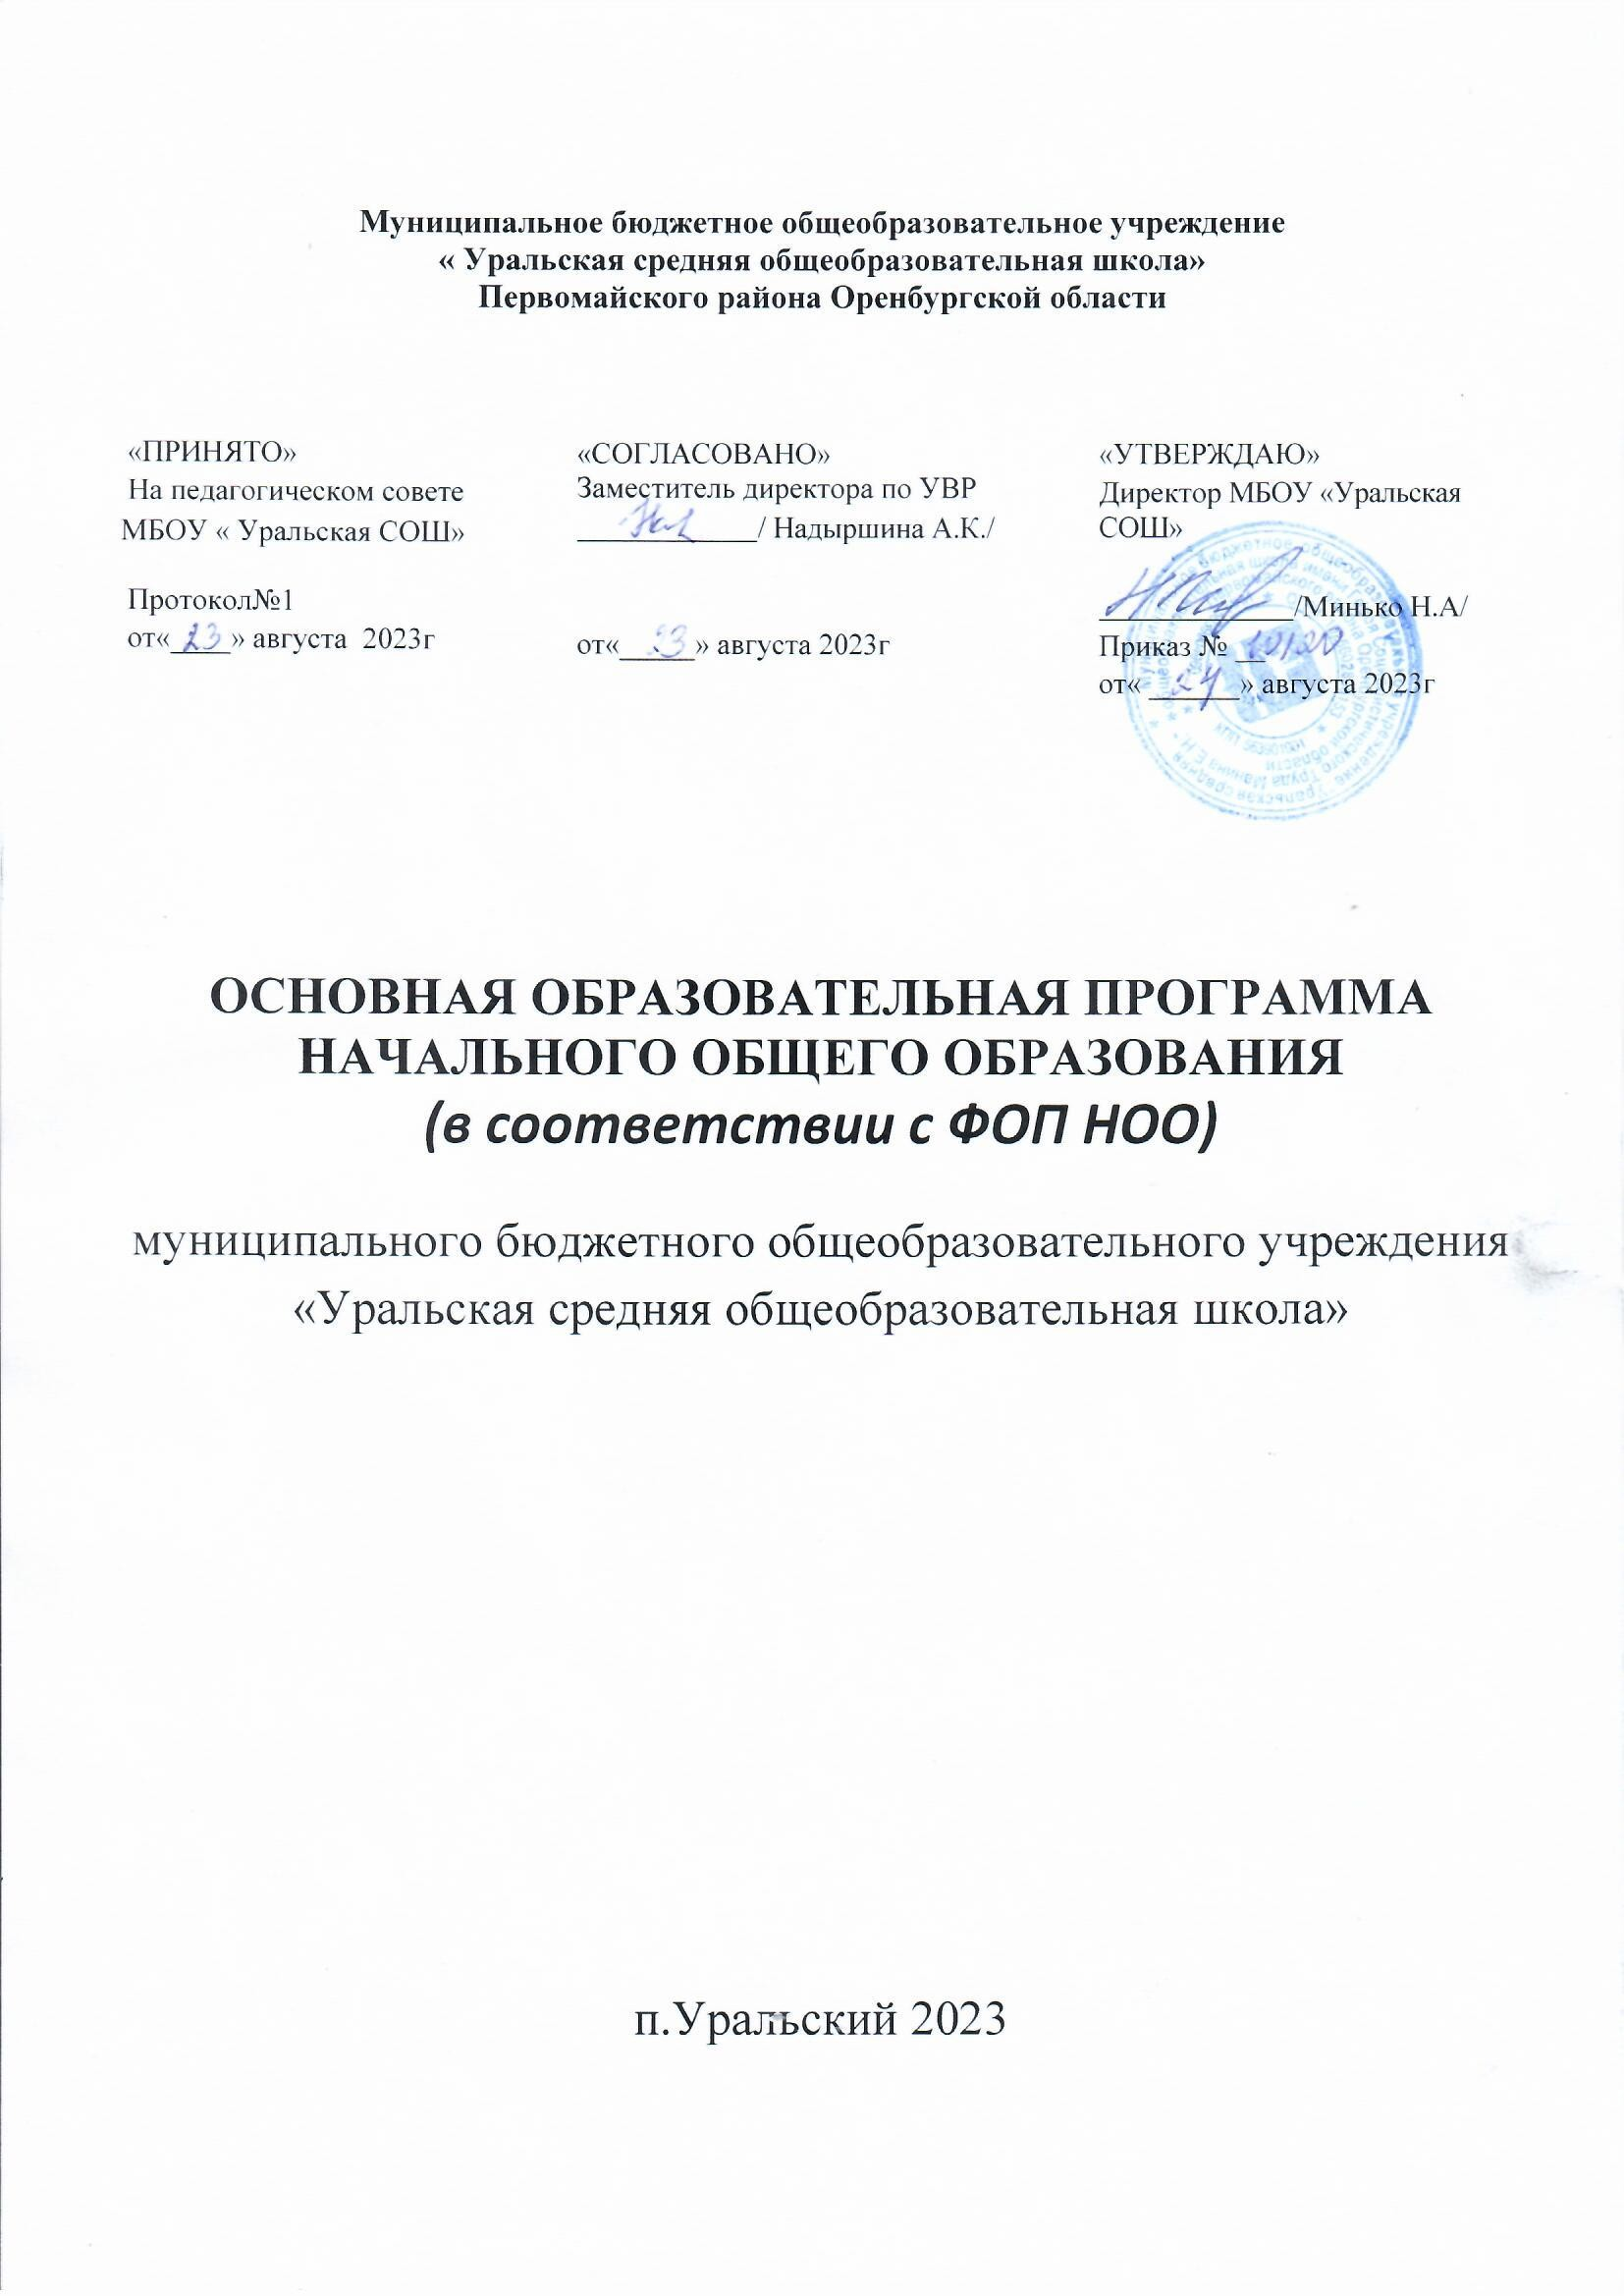 Муниципальное бюджетное общеобразовательное учреждение
« Уральская средняя общеобразовательная школа»
Первомайского района Оренбургской области
«ПРИНЯТО»
На педагогическом совете
МБОУ « Уральская СОШ»
Протокол№1
от«23» августа 2023г
«СОГЛАСОВАНО»
Заместитель директора по УВР
/ Надыршина А.К./
от«23» августа 2023г
«УТВЕРЖДАЮ»
Директор МБОУ «Уральская
СОШ»
/Минько Н.А/
Приказ №
от« 24 » августа 2023г
ОСНОВНАЯ ОБРАЗОВАТЕЛЬНАЯ ПРОГРАММА
НАЧАЛЬНОГО ОБЩЕГО ОБРАЗОВАНИЯ
(в соответствии с ФОП НОО)
муниципального бюджетного общеобразовательного учреждения
«Уральская средняя общеобразовательная школа»
п.Уральский 2023